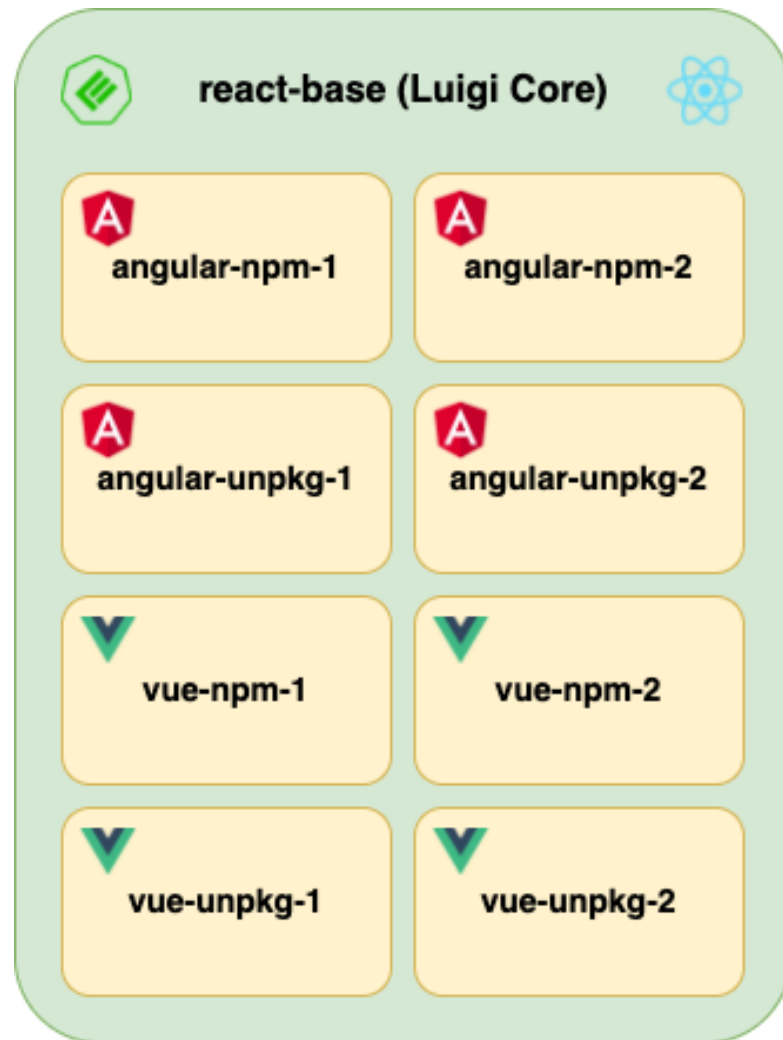 react-base (Luigi Core)
angular-npm-1
angular-npm-2
angular-unpkg-1
angular-unpkg-2
vue-npm-1
vue-npm-2
vue-unpkg-1
vue-unpkg-2